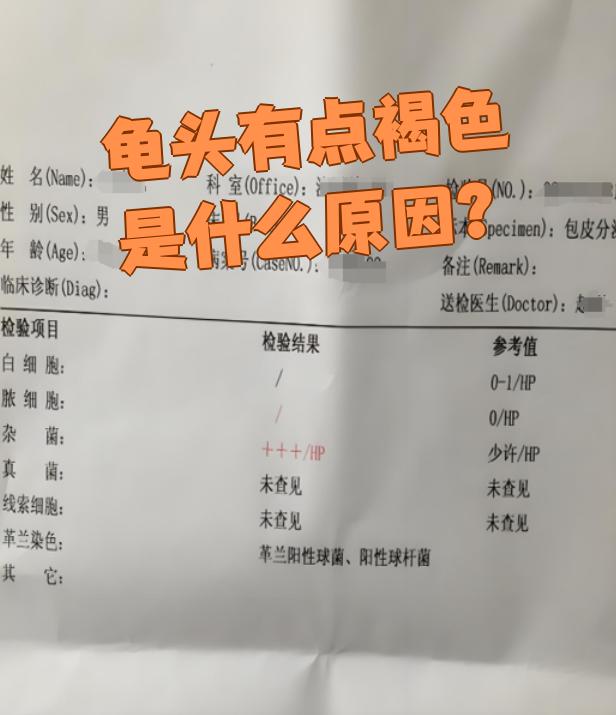 龟头有点褐色
是什么原因？
姓 名(Name):
科 室(Office):
(NO.):
性 别(Sex): 男
(Specimen): 包皮分
年 龄(Age):
(CaseNO.):
备注(Remark):
临床诊断(Diag):
送检医生(Doctor):
检验项目 检验结果 参考值
白 细 胞: / 0-1/HP
脓 细 胞: / 0/HP
杂 菌: +++/HP 少许/HP
真 菌: 未查见 未查见
线索细胞: 未查见 未查见
革兰染色: 革兰阳性球菌、阳性球杆菌
其 它: